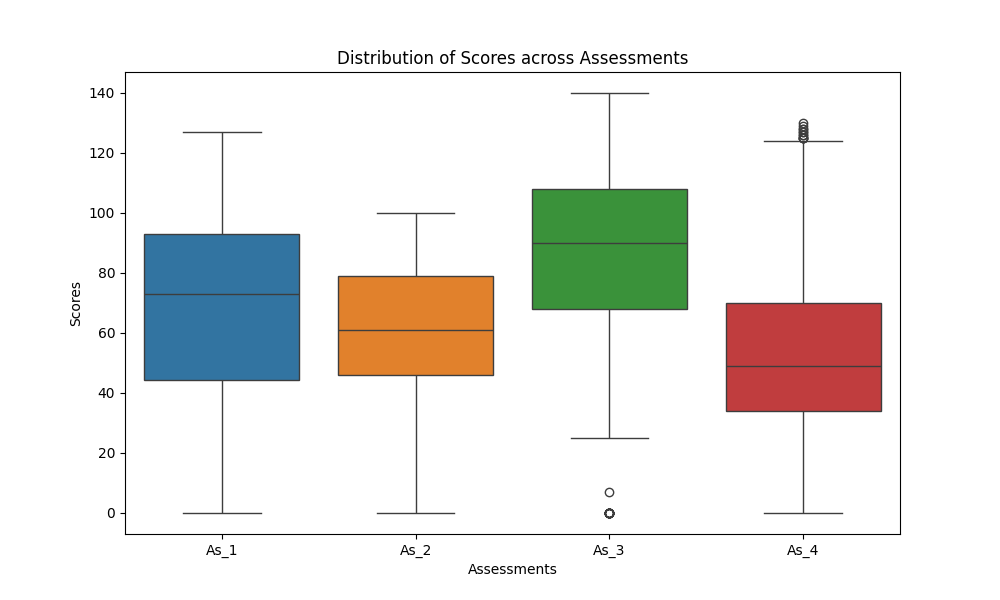 Distribution of Scores across Assessments
140
120
100
80
60
40
20
0
Scores
As_1
As_2
As_3
As_4
Assessments